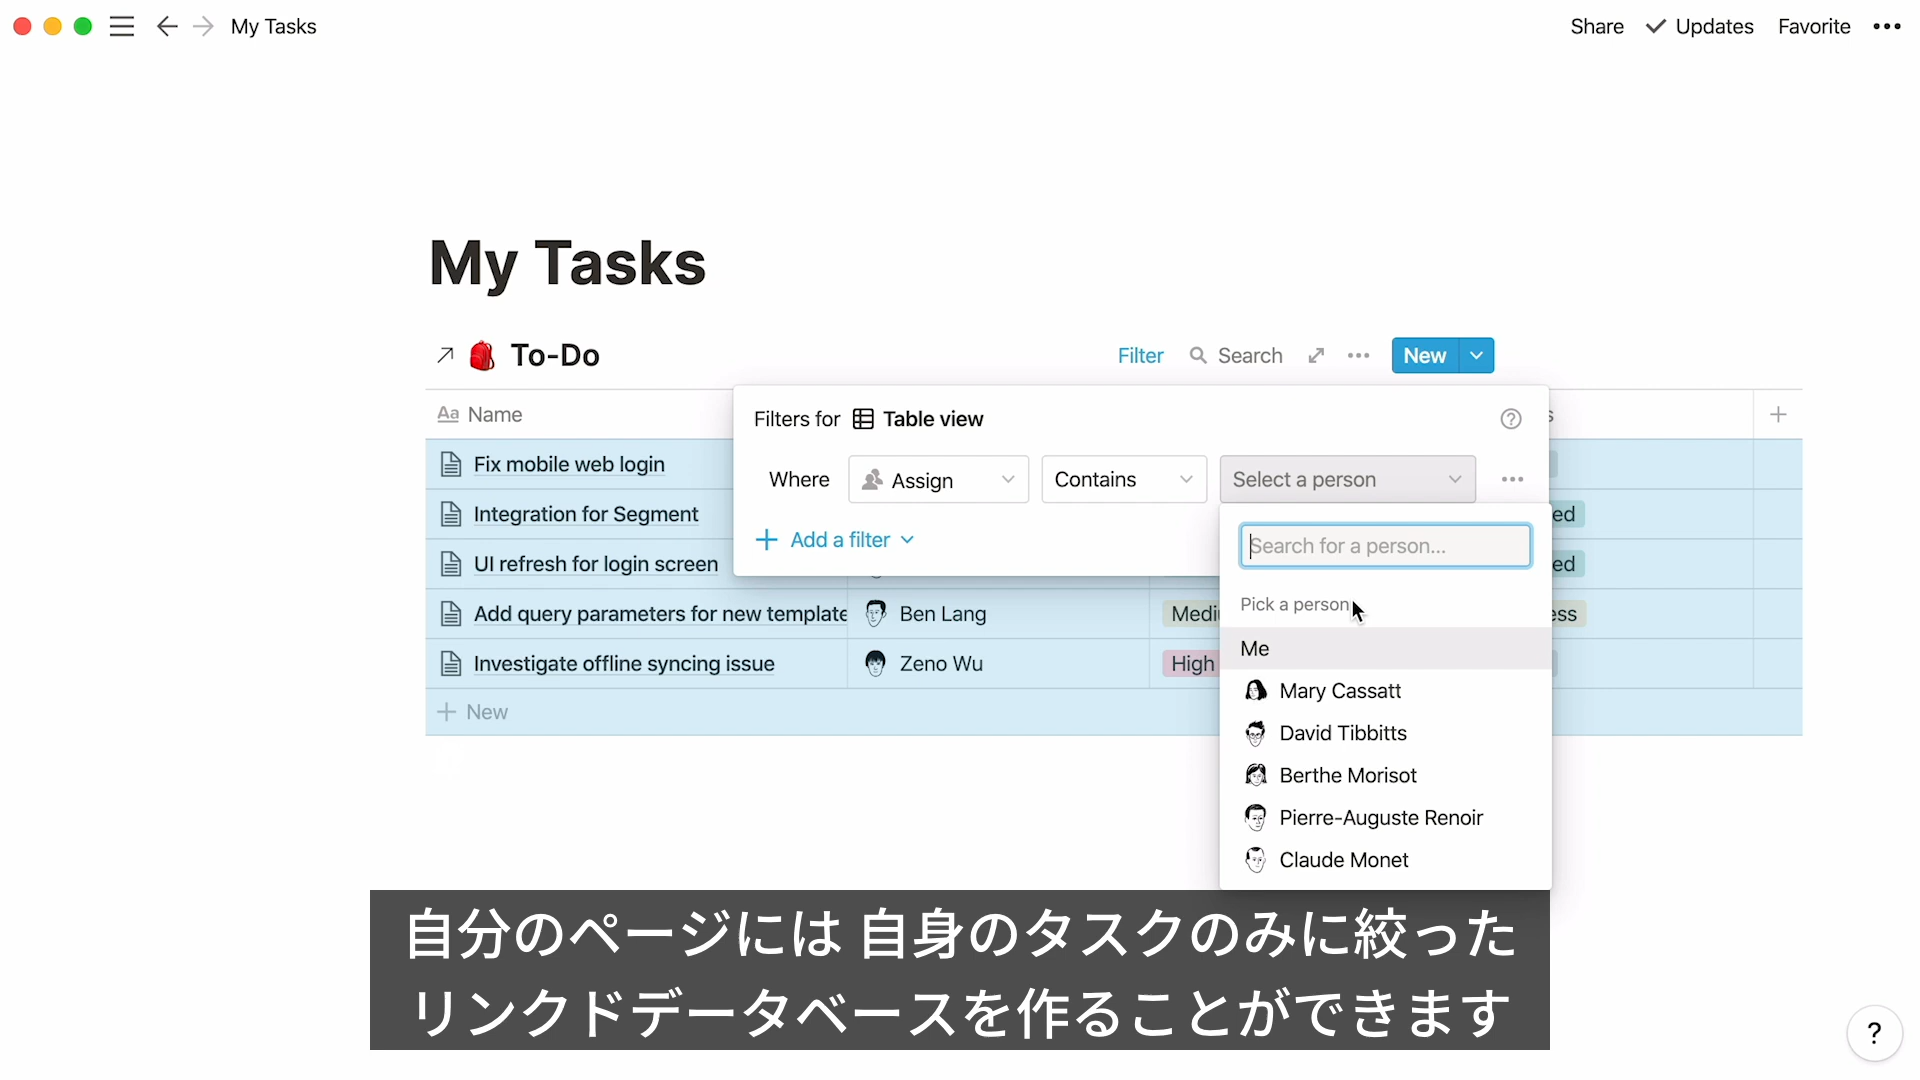 My Tasks
Share
Updates
Favorite
My Tasks
To-Do
Filter
Search
New
Aa Name
Filters for Table view
Where
Assign
Contains
Select a person
Add a filter
Search for a person...
Pick a person
Me
Mary Cassatt
David Tibbitts
Berthe Morisot
Pierre-Auguste Renoir
Claude Monet
Fix mobile web login
Integration for Segment
UI refresh for login screen
Add query parameters for new template
Ben Lang
Investigate offline syncing issue
Zeno Wu
High
New
自分のページには 自身のタスクのみに絞った
リンクドデータベースを作ることができます
?